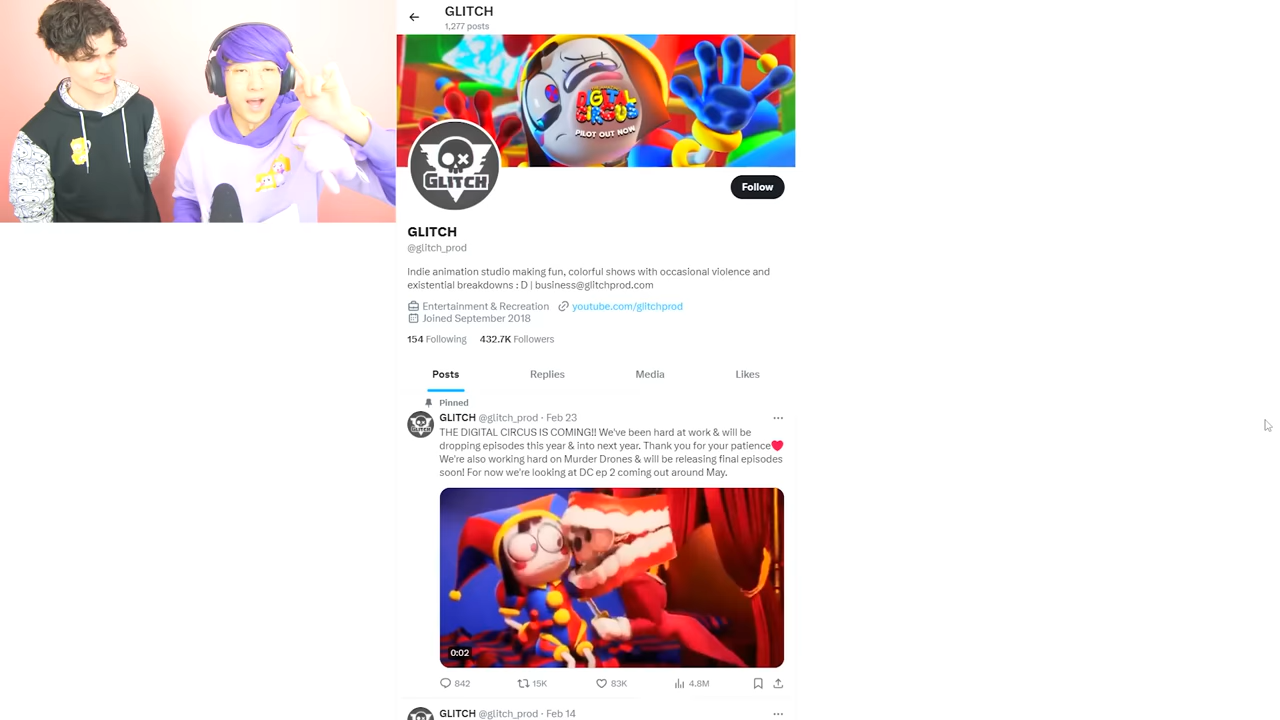 GLITCH
1,277 posts
DIGITAL
CIRCUS
PILOT OUT NOW
GLITCH
Follow
GLITCH
@glitch_prod
Indie animation studio making fun, colorful shows with occasional violence and
existential breakdowns : D | business@glitchprod.com
Entertainment & Recreation youtube.com/glitchprod
Joined September 2018
154 Following 432.7K Followers
Posts Replies Media Likes
Pinned
GLITCH @glitch_prod · Feb 23
THE DIGITAL CIRCUS IS COMING!! We've been hard at work & will be
dropping episodes this year & into next year. Thank you for your patience❤️
We're also working hard on Murder Drones & will be releasing final episodes
soon! For now we're looking at DC ep 2 coming out around May.
0:02
842 15K 83K 4.8M
GLITCH @glitch_prod · Feb 14